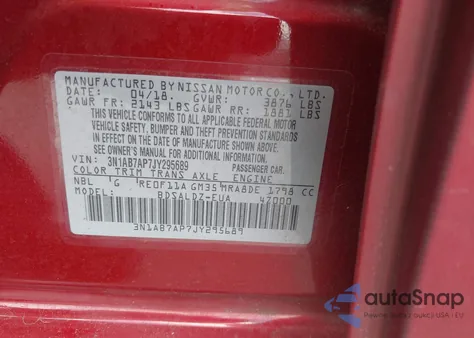 MANUFACTURED BY NISSAN MOTOR CO., LTD.
DATE: 04/18. GVWR: 3876 LBS
GAWR FR: 2143 LBS GAWR RR: 1881 LBS
THIS VEHICLE CONFORMS TO ALL APPLICABLE FEDERAL MOTOR
VEHICLE SAFETY, BUMPER AND THEFT PREVENTION STANDARDS
IN EFFECT ON THE DATE OF MANUFACTURE SHOWN ABOVE.
SEE OWNER'S MANUAL FOR ADDITIONAL INFORMATION.
VIN: 3N1AB7AP7JY295689 PASSENGER CAR.
COLOR TRIM TRANS AXLE ENGINE
NBL G RE0F11A GM35 MRA8DE 1798 CC
MODEL: BDSALDZ-EUA 47000
3N1AB7AP7JY295689
autoSnap
USA - EU